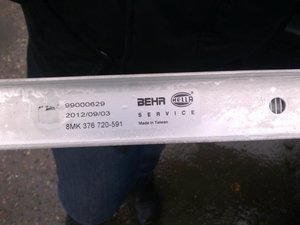 99000629
2012/09/03
8MK 376 720-591
BEHR HELLA
SERVICE
Made in Taiwan